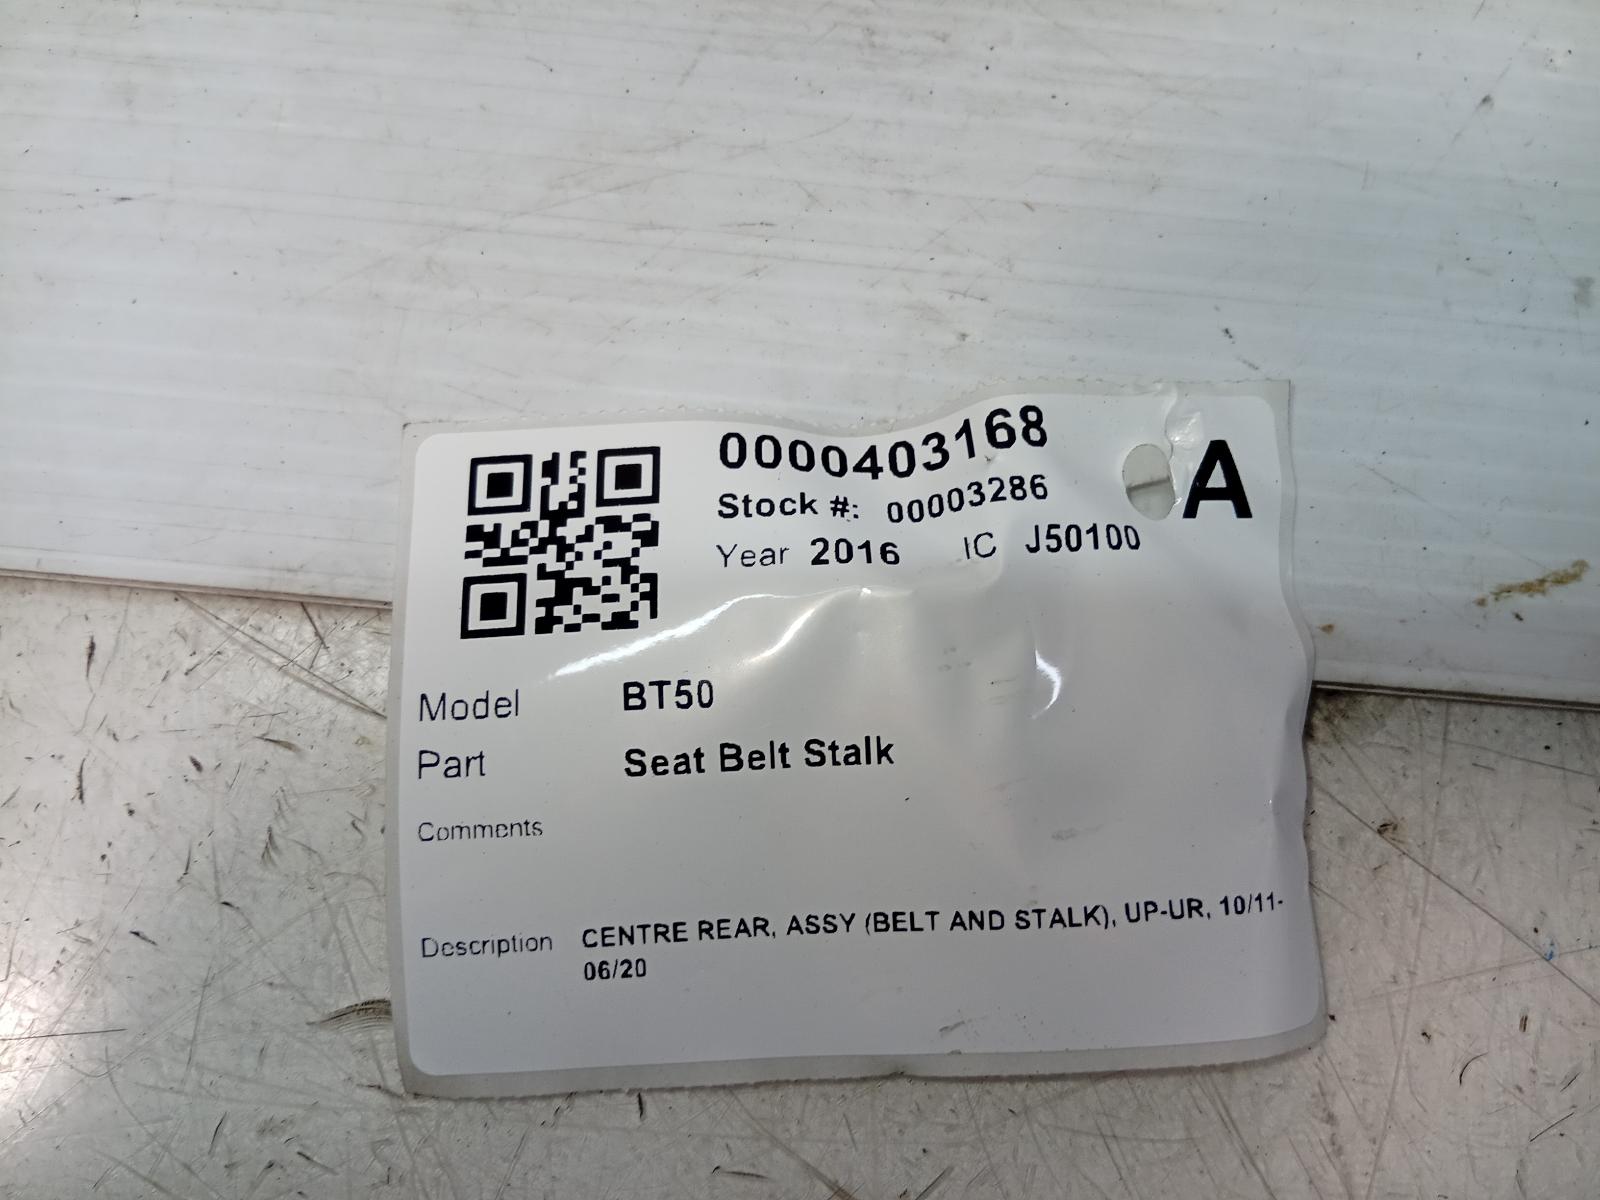 0000403168
A
Stock #: 00003286
Year 2016 IC J50100
Model BT50
Part Seat Belt Stalk
Comments
Description CENTRE REAR, ASSY (BELT AND STALK), UP-UR, 10/11-
06/20